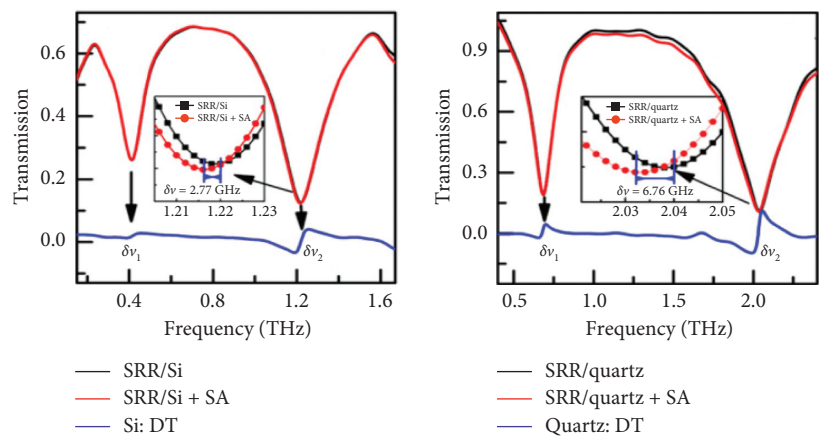 Transmission
0.6
0.4
0.2
0.0
SRR/Si
SRR/Si + SA
δν = 2.77 GHz
1.21 1.22 1.23
δν1
δν2
0.4 0.8 1.2 1.6
Frequency (THz)
SRR/Si
SRR/Si + SA
Si: DT
Transmission
0.9
0.6
0.3
0.0
SRR/quartz
SRR/quartz + SA
δν = 6.76 GHz
2.03 2.04 2.05
δν1
δν2
0.5 1.0 1.5 2.0
Frequency (THz)
SRR/quartz
SRR/quartz + SA
Quartz: DT